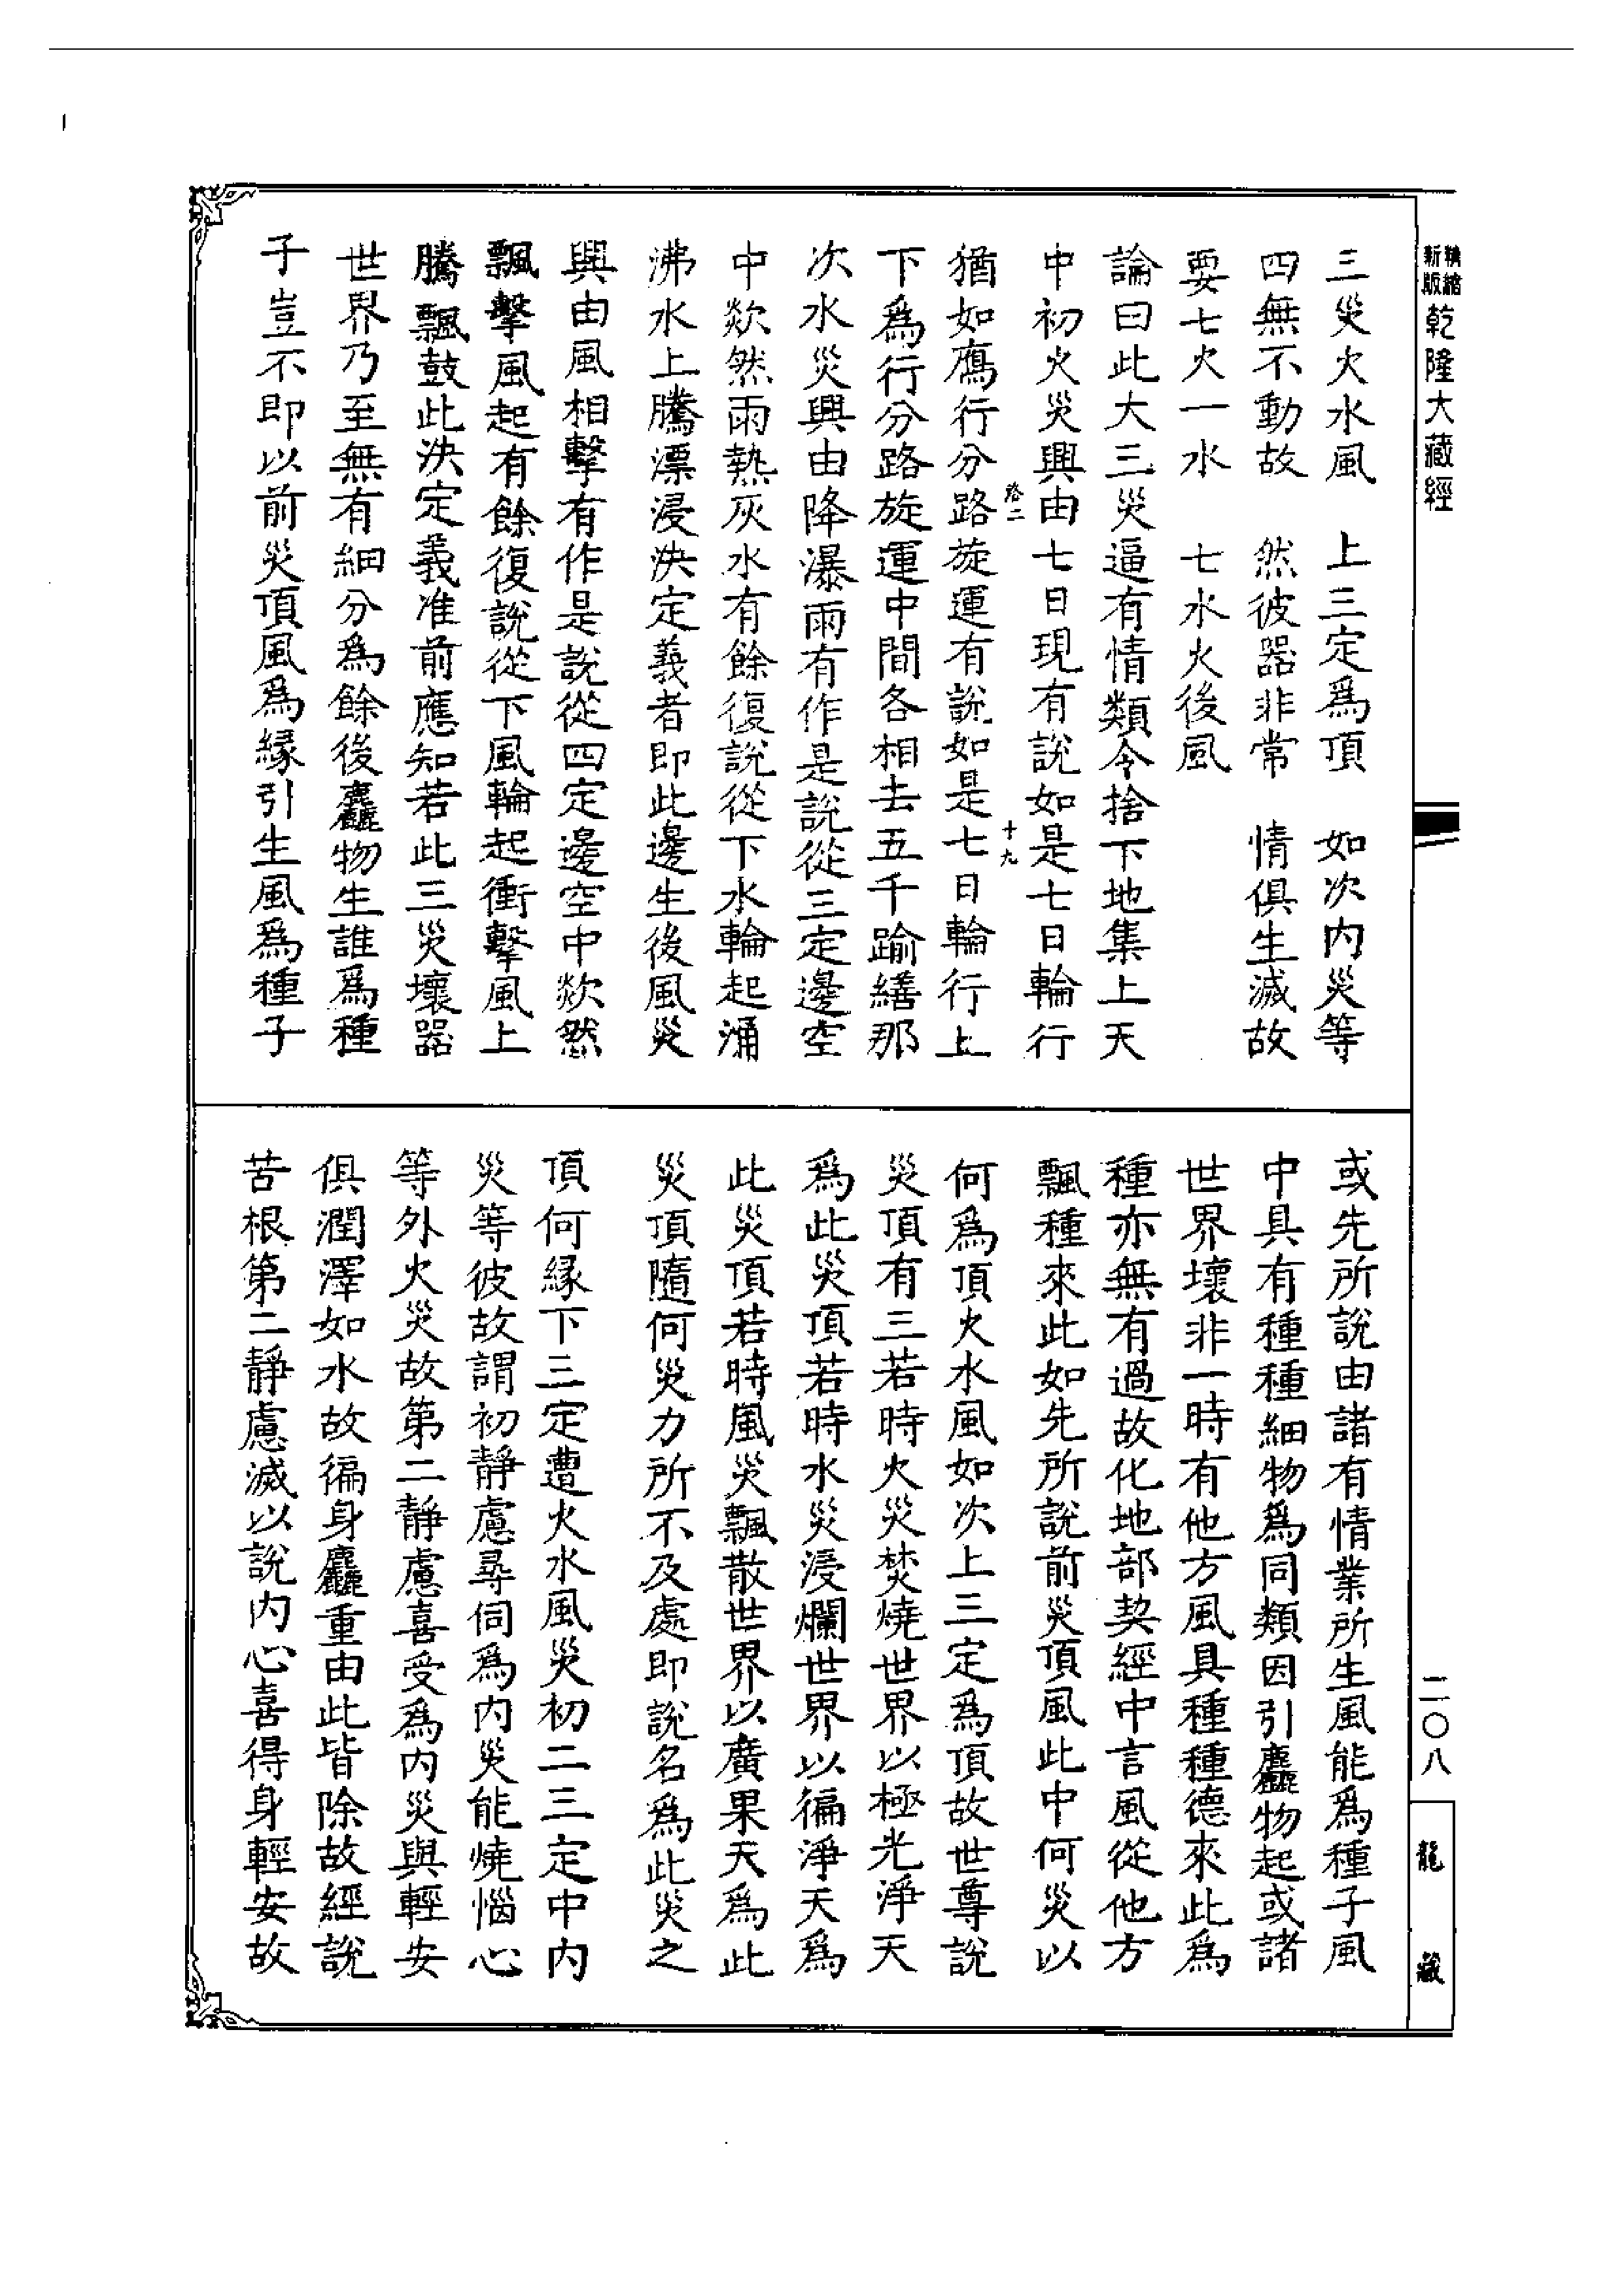 精縮
新版
乾隆大藏經
三災火水風　上三定爲頂　如次內災等
四無不動故　然彼器非常　情俱生滅故
要七火一水　七水火後風
論曰此大三災逼有情類令捨下地集上天
中初火災興由七日現有說如是七日輪行
猶如鴈行分路旋運有說如是七日輪行上
下爲行分路旋運中間各相去五千踰繕那
次水災興由降瀑雨有作是說從三定邊空
中欻然雨熱灰水有餘復說從下水輪起涌
沸水上騰漂浸決定義者即此邊生後風災
興由風相擊有作是說從四定邊空中欻然
飄擊風起有餘復說從下風輪起衝擊風上
騰飄鼓此決定義准前應知若此三災壞器
世界乃至無有細分爲餘後麤物生誰爲種
子豈不即以前災頂風爲緣引生風爲種子
十九
或先所說由諸有情業所生風能爲種子風
中具有種種細物爲同類因引麤物起或諸
世界壞非一時有他方風具種種德來此爲
種亦無有過故化地部契經中言風從他方
飄種來此如先所說前災頂風此中何災以
何爲頂火水風如次上三定爲頂故世尊說
災頂有三若時火災焚燒世界以極光淨天
爲此災頂若時水災浸爛世界以徧淨天爲
此災頂若時風災飄散世界以廣果天爲此
災頂隨何災力所不及處即說名爲此災之
頂何緣下三定遭火水風災初二三定中內
災等彼故謂初靜慮尋伺爲內災能燒惱心
等外火災故第二靜慮喜受爲內災與輕安
俱潤澤如水故徧身麤重由此皆除故經說
苦根第二靜慮滅以說內心喜得身輕安故
二〇八
龍藏